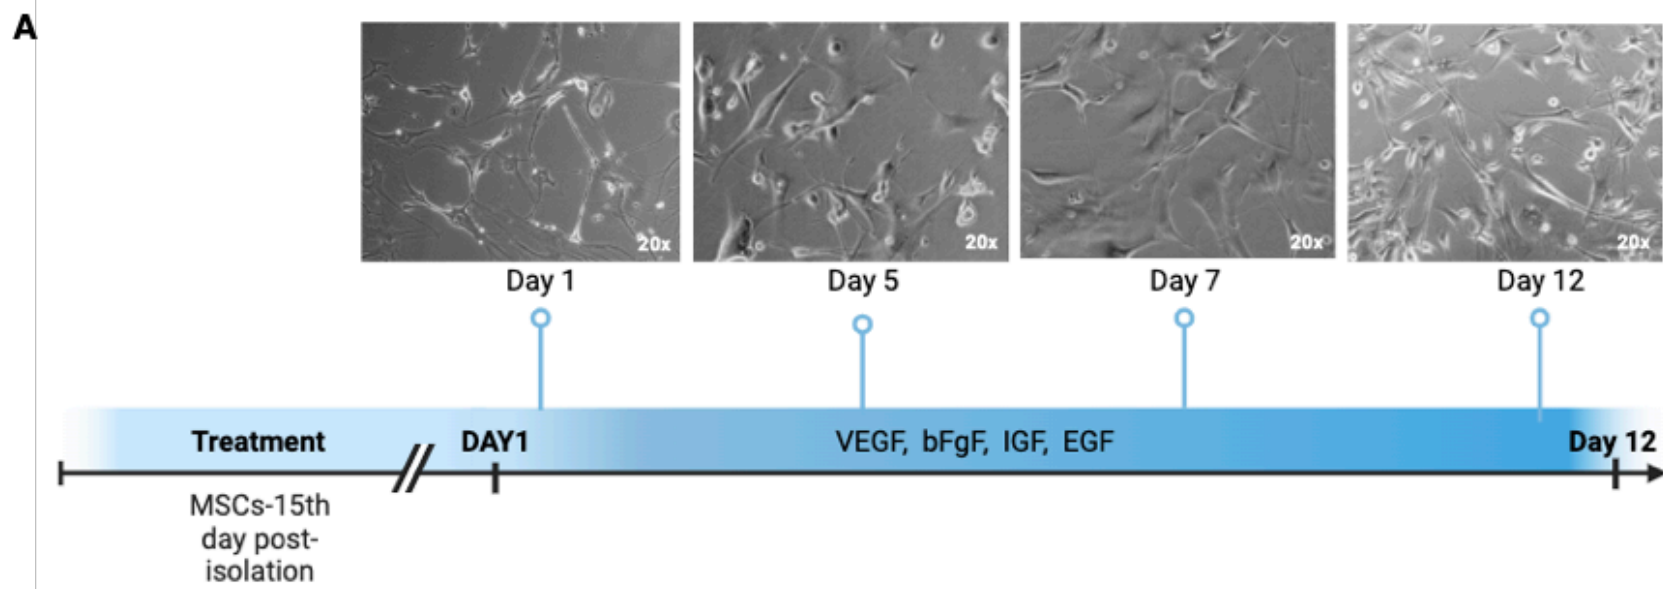 A
20x
20x
20x
20x
Day 1
Day 5
Day 7
Day 12
Treatment
DAY1
VEGF, bFgF, IGF, EGF
Day 12
MSCs-15th
day post-
isolation